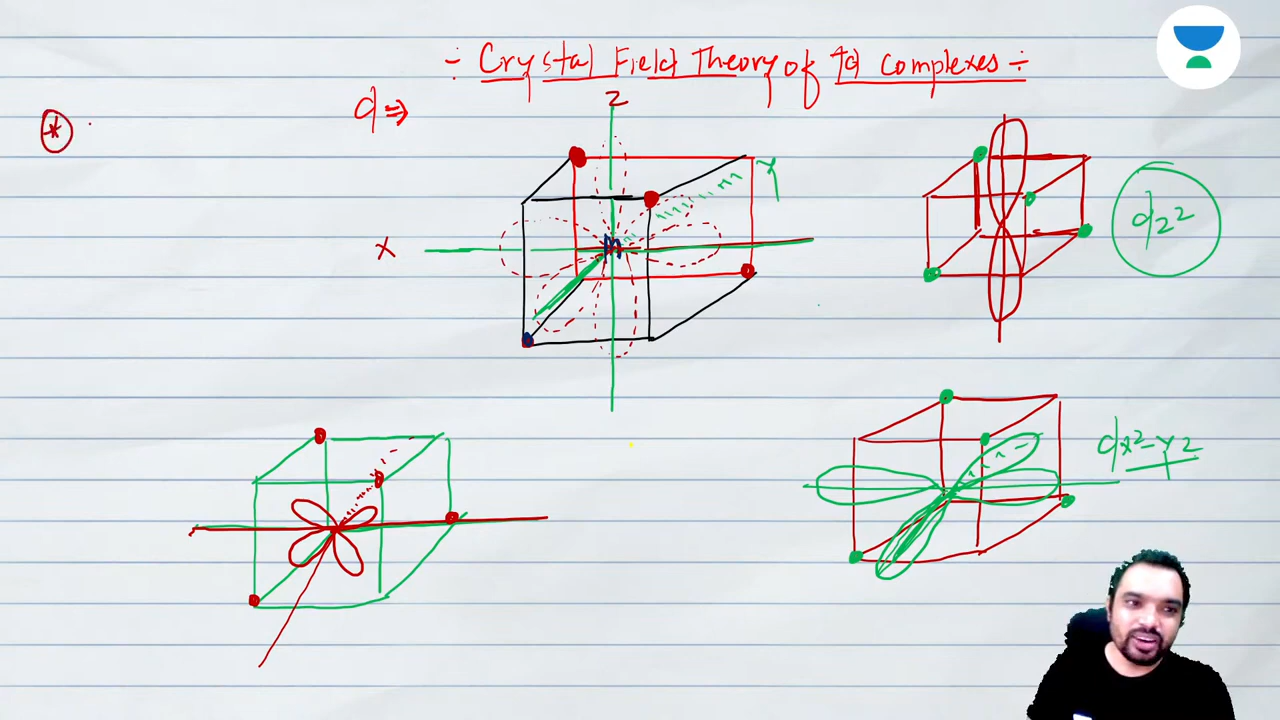 ÷ Crystal Field Theory of Td complexes ÷
d ⇒
*
Z
Y
X
M
dz²
dx²-y²